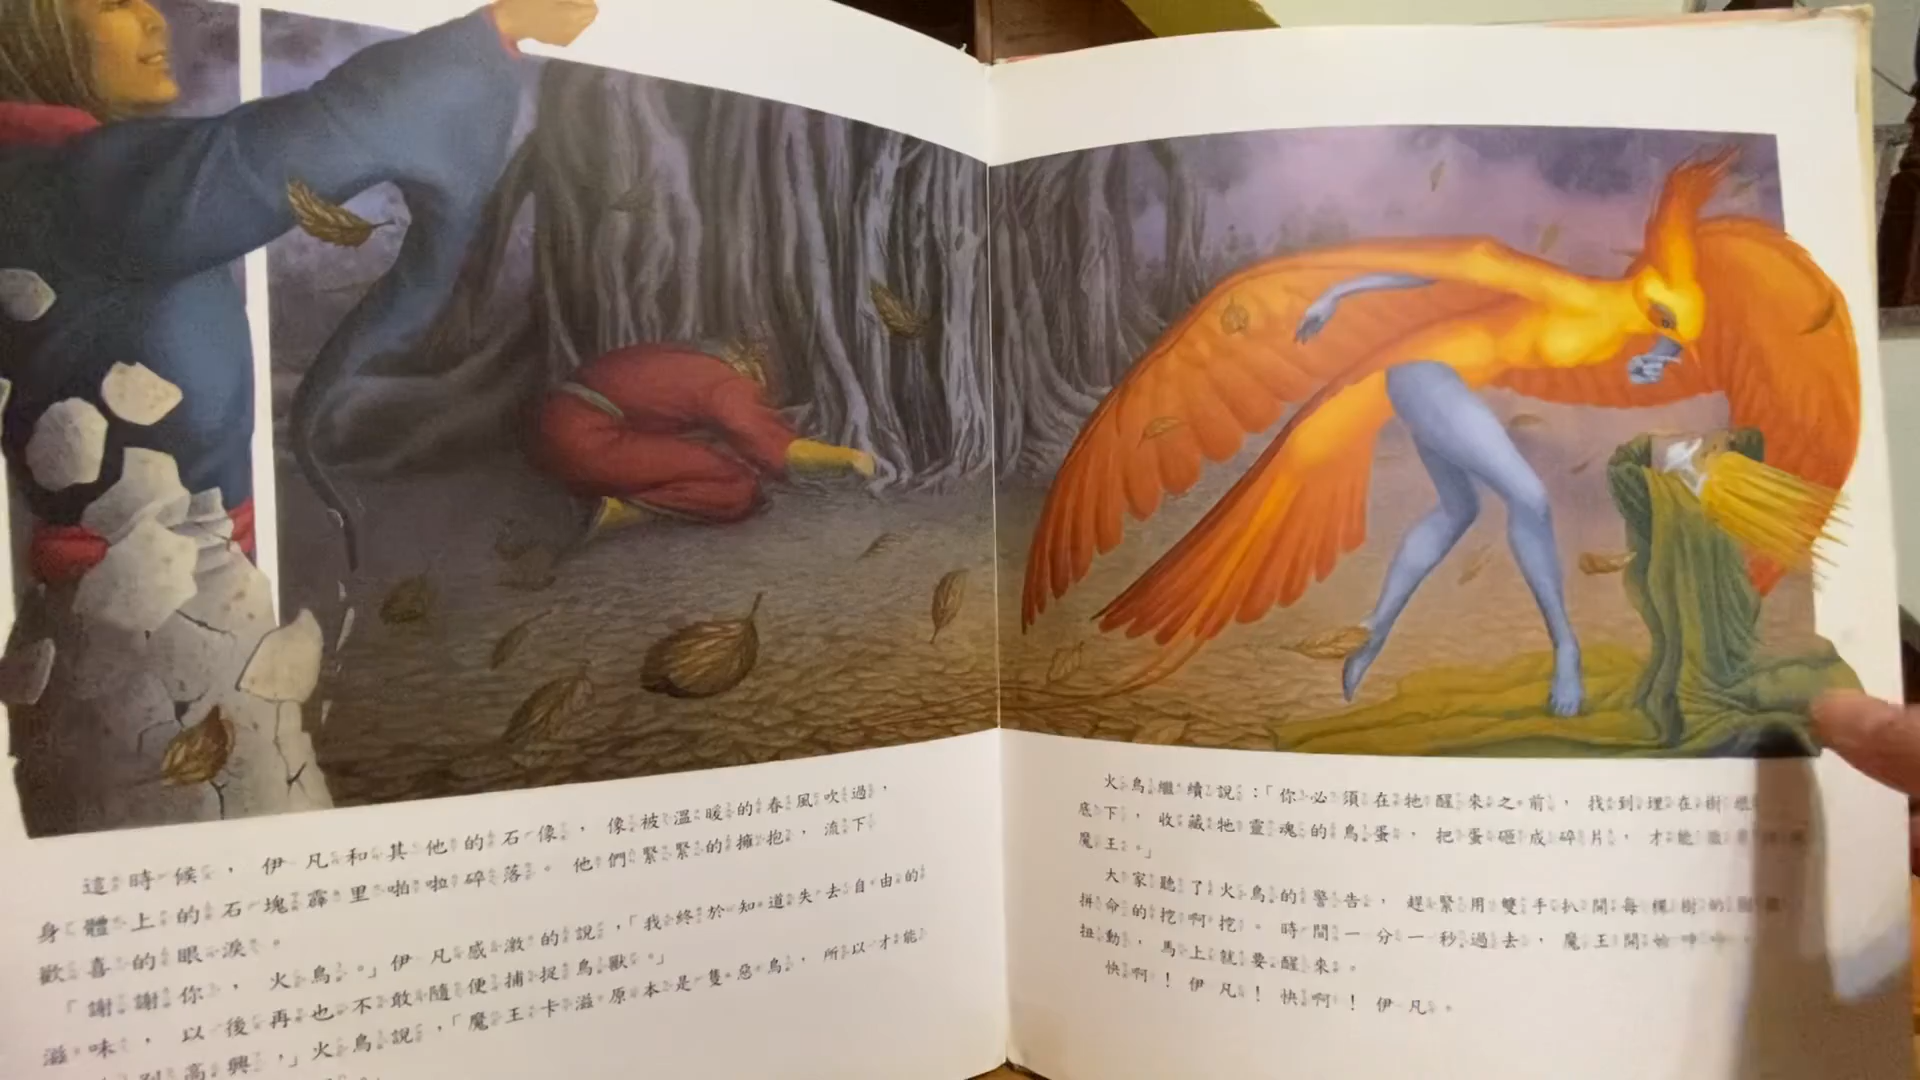 這時候，伊凡和其他的石像，像被溫暖的春風吹過，
身體上的石塊霹里啪啦碎落。他們緊緊的擁抱，流下
歡喜的眼淚。
「謝謝你，火鳥。」伊凡感激的說，「我終於知道失去自由的
滋味，以後再也不敢隨便捕捉鳥獸。」
高興，」火鳥說，「魔王卡滋原本是一隻惡鳥，所以才能
火鳥繼續說：「你必須在牠醒來之前，找到埋在樹
底下，收藏牠靈魂的鳥蛋，把蛋砸成碎片，才能
魔王。」
大家聽了火鳥的警告，趕緊用雙手扒開每棵樹的
拼命的挖啊挖。時間一分一秒過去，魔王開始
扭動，馬上就要醒來。
快啊！伊凡！快啊！伊凡。